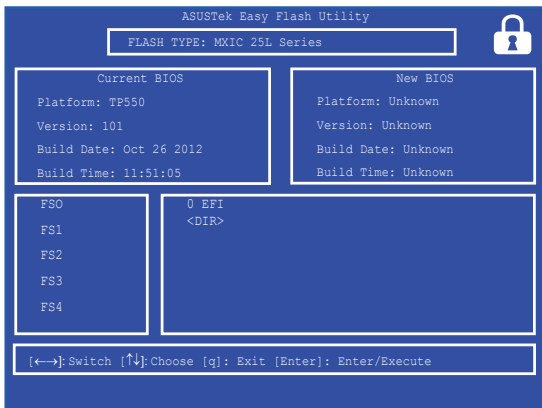 ASUSTek Easy Flash Utility
FLASH TYPE: MXIC 25L Series
Current BIOS
Platform: TP550
Version: 101
Build Date: Oct 26 2012
Build Time: 11:51:05
New BIOS
Platform: Unknown
Version: Unknown
Build Date: Unknown
Build Time: Unknown
FSO
FS1
FS2
FS3
FS4
0 EFI
<DIR>
[←→]: Switch [↑↓]: Choose [q]: Exit [Enter]: Enter/Execute